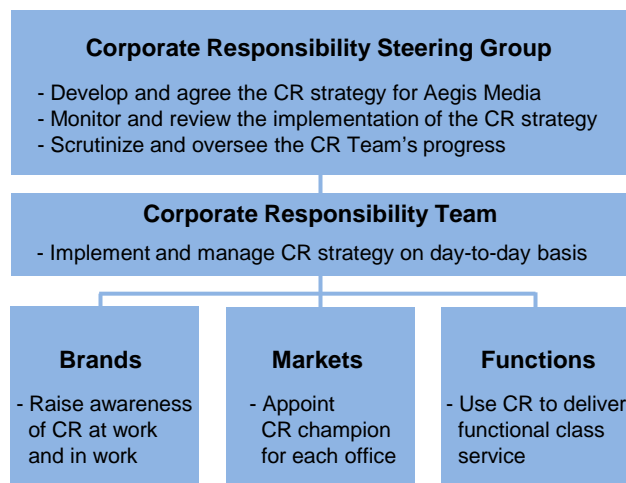 Corporate Responsibility Steering Group
- Develop and agree the CR strategy for Aegis Media
- Monitor and review the implementation of the CR strategy
- Scrutinize and oversee the CR Team’s progress
Corporate Responsibility Team
- Implement and manage CR strategy on day-to-day basis
Brands
- Raise awareness
of CR at work
and in work
Markets
- Appoint
CR champion
for each office
Functions
- Use CR to deliver
functional class
service